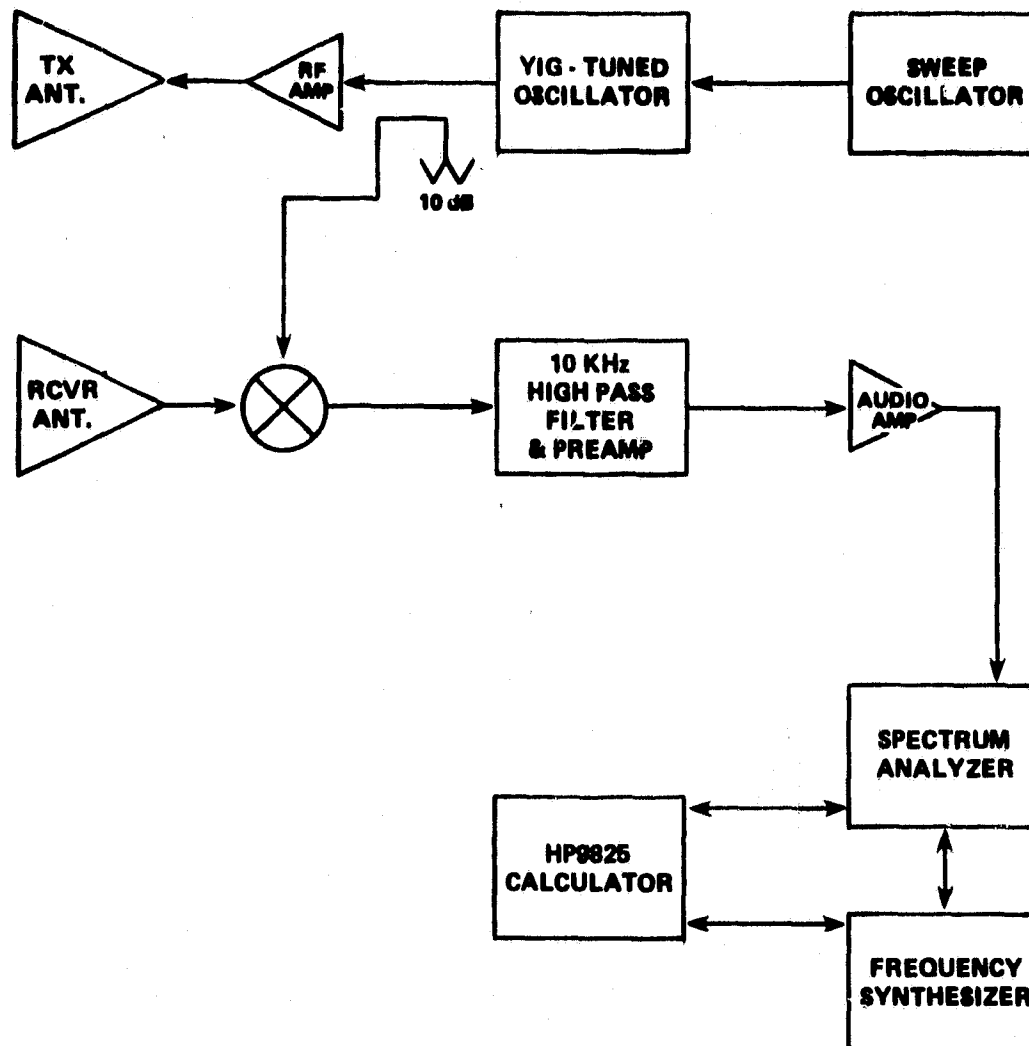 TX
ANT.
RF
AMP
YIG - TUNED
OSCILLATOR
SWEEP
OSCILLATOR
10 dB
RCVR
ANT.
10 KHz
HIGH PASS
FILTER
& PREAMP
AUDIO
AMP
SPECTRUM
ANALYZER
HP9825
CALCULATOR
FREQUENCY
SYNTHESIZER